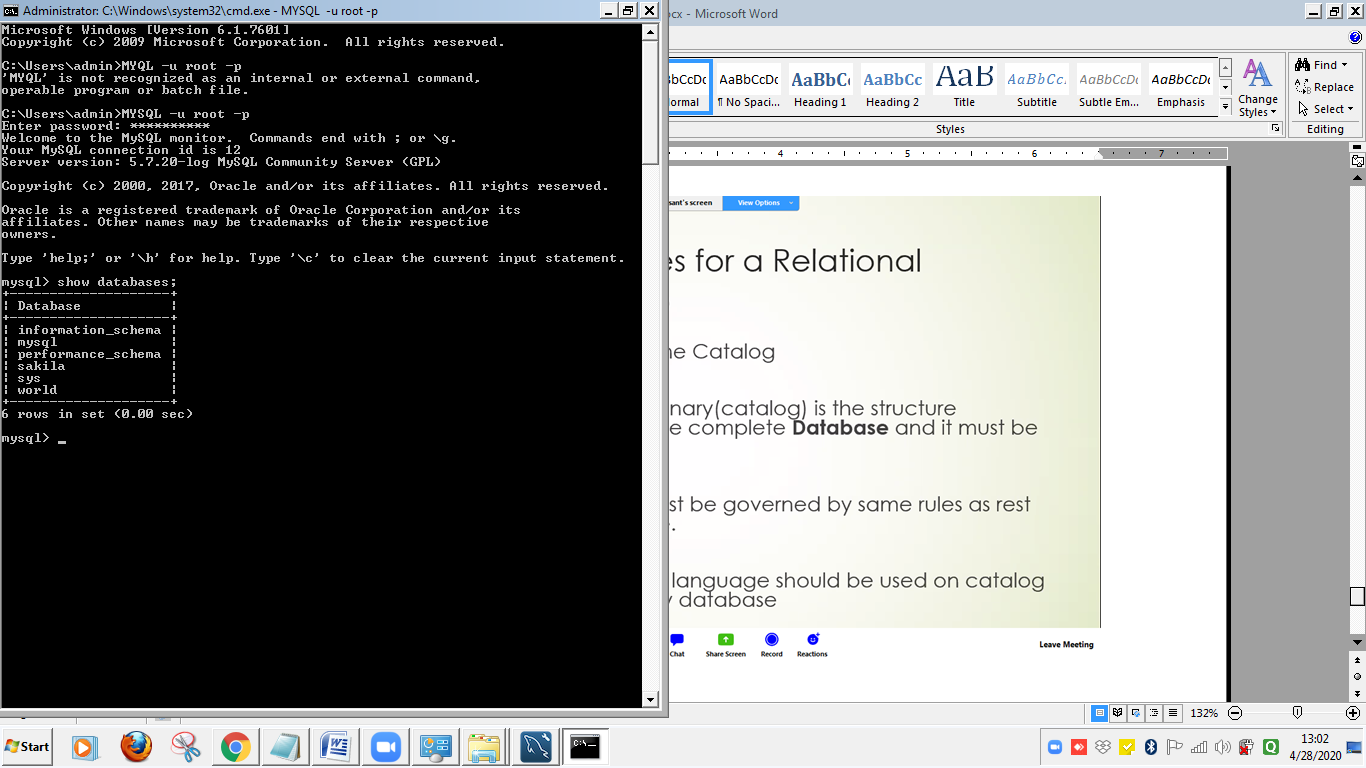 Administrator: C:\Windows\system32\cmd.exe - MYSQL -u root -p
Microsoft Windows [Version 6.1.7601]
Copyright (c) 2009 Microsoft Corporation. All rights reserved.
C:\Users\admin>MYQL -u root -p
'MYQL' is not recognized as an internal or external command,
operable program or batch file.
C:\Users\admin>MYSQL -u root -p
Enter password: **********
Welcome to the MySQL monitor. Commands end with ; or \g.
Your MySQL connection id is 12
Server version: 5.7.20-log MySQL Community Server (GPL)
Copyright (c) 2000, 2017, Oracle and/or its affiliates. All rights reserved.
Oracle is a registered trademark of Oracle Corporation and/or its
affiliates. Other names may be trademarks of their respective
owners.
Type 'help;' or '\h' for help. Type '\c' to clear the current input statement.
mysql> show databases;
+--------------------+
| Database |
+--------------------+
| information_schema |
| mysql |
| performance_schema |
| sakila |
| sys |
| world |
+--------------------+
6 rows in set (0.00 sec)
mysql> _
cx - Microsoft Word
bCcDc AaBbCcDc AaBbCc AaBbCc AaB AaBbCc. AaBbCcDc AaBbCcDc
ormal ¶ No Spaci... Heading 1 Heading 2 Title Subtitle Subtle Em... Emphasis
Change
Styles
Styles
Find
Replace
Select
Editing
4 5 6 7
ant's screen View Options
s for a Relational
e Catalog
nary(catalog) is the structure
e complete Database and it must be
st be governed by same rules as rest
.
language should be used on catalog
y database
Chat Share Screen Record Reactions Leave Meeting
132%
Start
C:\_
13:02
4/28/2020